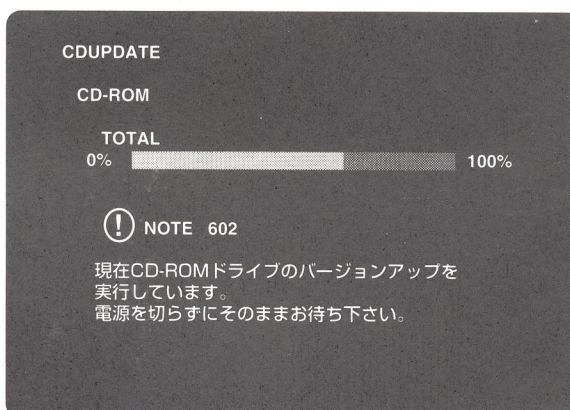 CDUPDATE
CD-ROM
TOTAL
0% 100%
! NOTE 602
現在CD-ROMドライブのバージョンアップを
実行しています。
電源を切らずにそのままお待ち下さい。